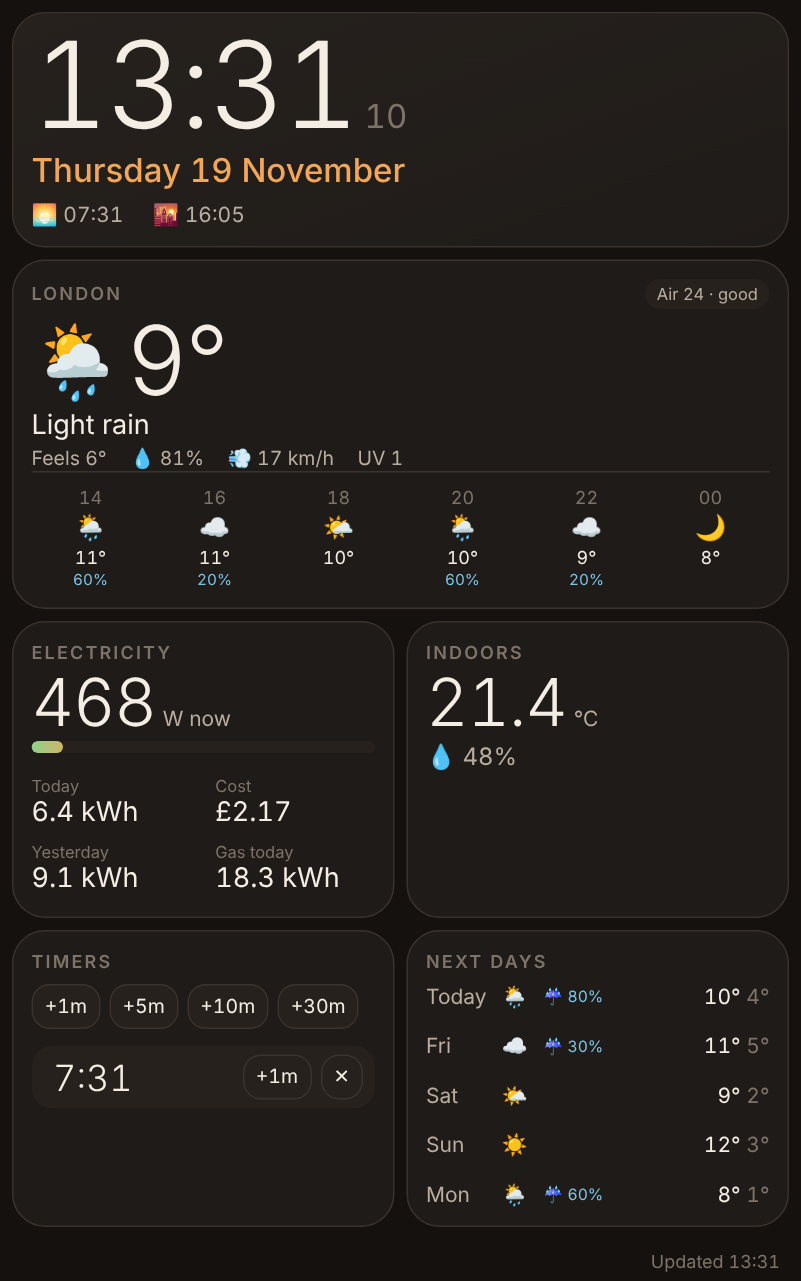 13:31 10
Thursday 19 November
07:31 16:05
LONDON Air 24 · good
9°
Light rain
Feels 6° 81% 17 km/h UV 1
14 16 18 20 22 00
11° 11° 10° 10° 9° 8°
60% 20% 60% 20%
ELECTRICITY
468 W now
Today Cost
6.4 kWh £2.17
Yesterday Gas today
9.1 kWh 18.3 kWh
INDOORS
21.4 °C
48%
TIMERS
+1m +5m +10m +30m
7:31 +1m ✕
NEXT DAYS
Today 80% 10° 4°
Fri 30% 11° 5°
Sat 9° 2°
Sun 12° 3°
Mon 60% 8° 1°
Updated 13:31